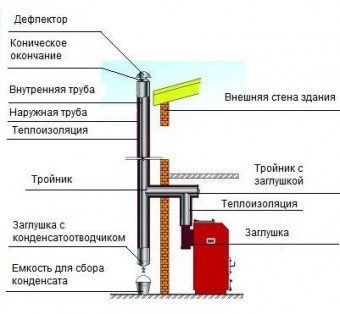 Дефлектор
Коническое
окончание
Внутренняя труба
Внешняя стена здания
Наружная труба
Теплоизоляция
Тройник
Тройник с
заглушкой
Теплоизоляция
Заглушка с
конденсатоотводчиком
Заглушка
Емкость для сбора
конденсата